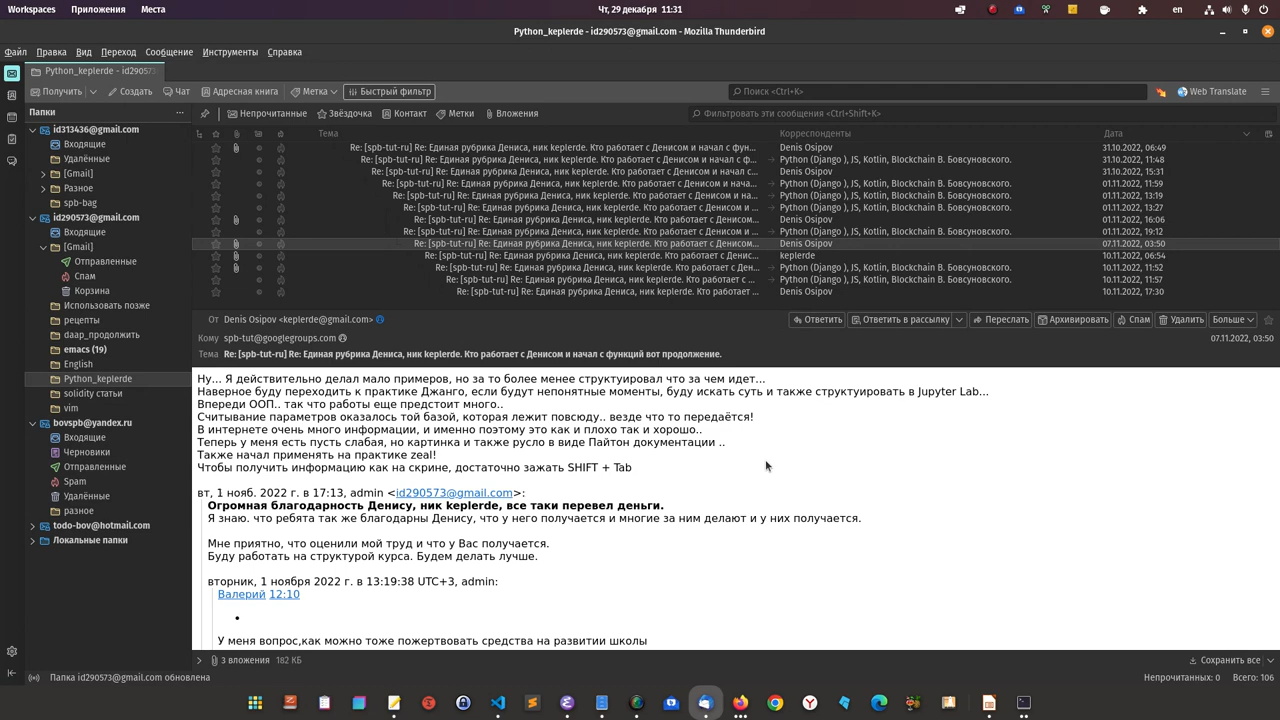 Workspaces Приложения Места Чт, 29 декабря 11:31 en
Python_keplerde - id290573@gmail.com - Mozilla Thunderbird
Файл Правка Вид Переход Сообщение Инструменты Справка
Python_keplerde - id290573
Получить Создать Чат Адресная книга Метка Быстрый фильтр Поиск <Ctrl+K> Web Translate
Папки ··· Непрочитанные Звёздочка Контакт Метки Вложения Фильтровать эти сообщения <Ctrl+Shift+K>
Тема Корреспонденты Дата
id313436@gmail.com
Входящие
Удалённые
[Gmail]
Разное
spb-bag
id290573@gmail.com
Входящие
[Gmail]
Отправленные
Спам
Корзина
Использовать позже
рецепты
daap_продолжить
emacs (19)
English
Python_keplerde
solidity статьи
vim
bovspb@yandex.ru
Входящие
Черновики
Отправленные
Spam
Удалённые
разное
todo-bov@hotmail.com
Локальные папки
Re: [spb-tut-ru] Re: Единая рубрика Дениса, ник keplerde. Кто работает с Денисом и начал с фун... Denis Osipov 31.10.2022, 06:49
Re: [spb-tut-ru] Re: Единая рубрика Дениса, ник keplerde. Кто работает с Денисом и начал с ф... Python (Django ), JS, Kotlin, Blockchain В. Бовсуновского. 31.10.2022, 11:48
Re: [spb-tut-ru] Re: Единая рубрика Дениса, ник keplerde. Кто работает с Денисом и начал с... Denis Osipov 31.10.2022, 15:31
Re: [spb-tut-ru] Re: Единая рубрика Дениса, ник keplerde. Кто работает с Денисом и нача... Python (Django ), JS, Kotlin, Blockchain В. Бовсуновского. 01.11.2022, 11:59
Re: [spb-tut-ru] Re: Единая рубрика Дениса, ник keplerde. Кто работает с Денисом и на... Python (Django ), JS, Kotlin, Blockchain В. Бовсуновского. 01.11.2022, 13:19
Re: [spb-tut-ru] Re: Единая рубрика Дениса, ник keplerde. Кто работает с Денисом и ... Python (Django ), JS, Kotlin, Blockchain В. Бовсуновского. 01.11.2022, 13:27
Re: [spb-tut-ru] Re: Единая рубрика Дениса, ник keplerde. Кто работает с Денисом... Denis Osipov 01.11.2022, 16:06
Re: [spb-tut-ru] Re: Единая рубрика Дениса, ник keplerde. Кто работает с Денисом и ... Python (Django ), JS, Kotlin, Blockchain В. Бовсуновского. 01.11.2022, 19:12
Re: [spb-tut-ru] Re: Единая рубрика Дениса, ник keplerde. Кто работает с Денисом... Denis Osipov 07.11.2022, 03:50
Re: [spb-tut-ru] Re: Единая рубрика Дениса, ник keplerde. Кто работает с Денис... keplerde 10.11.2022, 06:54
Re: [spb-tut-ru] Re: Единая рубрика Дениса, ник keplerde. Кто работает с Ден... Python (Django ), JS, Kotlin, Blockchain В. Бовсуновского. 10.11.2022, 11:52
Re: [spb-tut-ru] Re: Единая рубрика Дениса, ник keplerde. Кто работает с ... Python (Django ), JS, Kotlin, Blockchain В. Бовсуновского. 10.11.2022, 11:57
Re: [spb-tut-ru] Re: Единая рубрика Дениса, ник keplerde. Кто работает ... Denis Osipov 10.11.2022, 17:30
От Denis Osipov <keplerde@gmail.com> Ответить Ответить в рассылку Переслать Архивировать Спам Удалить Больше
Кому spb-tut@googlegroups.com 07.11.2022, 03:50
Тема Re: [spb-tut-ru] Re: Единая рубрика Дениса, ник keplerde. Кто работает с Денисом и начал с функций вот продолжение.
Ну... Я действительно делал мало примеров, но за то более менее структуировал что за чем идет...
Наверное буду переходить к практике Джанго, если будут непонятные моменты, буду искать суть и также структуировать в Jupyter Lab...
Впереди ООП.. так что работы еще предстоит много..
Считывание параметров оказалось той базой, которая лежит повсюду.. везде что то передаётся!
В интернете очень много информации, и именно поэтому это как и плохо так и хорошо..
Теперь у меня есть пусть слабая, но картинка и также русло в виде Пайтон документации ..
Также начал применять на практике zeal!
Чтобы получить информацию как на скрине, достаточно зажать SHIFT + Tab
вт, 1 нояб. 2022 г. в 17:13, admin <id290573@gmail.com>:
Огромная благодарность Денису, ник keplerde, все таки перевел деньги.
Я знаю. что ребята так же благодарны Денису, что у него получается и многие за ним делают и у них получается.
Мне приятно, что оценили мой труд и что у Вас получается.
Буду работать на структурой курса. Будем делать лучше.
вторник, 1 ноября 2022 г. в 13:19:38 UTC+3, admin:
Валерий 12:10
•
У меня вопрос,как можно тоже пожертвовать средства на развитии школы
3 вложения 182 КБ Сохранить все
Папка id290573@gmail.com обновлена Непрочитанных: 0 Всего: 106